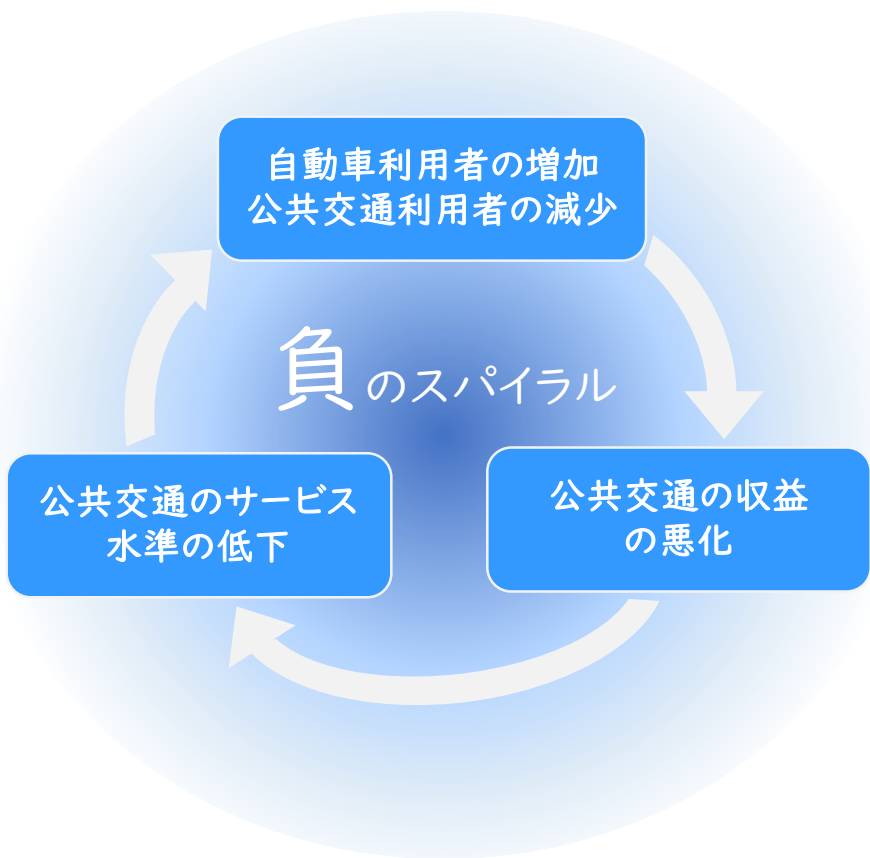 自動車利用者の増加
公共交通利用者の減少
負のスパイラル
公共交通の収益
の悪化
公共交通のサービス
水準の低下